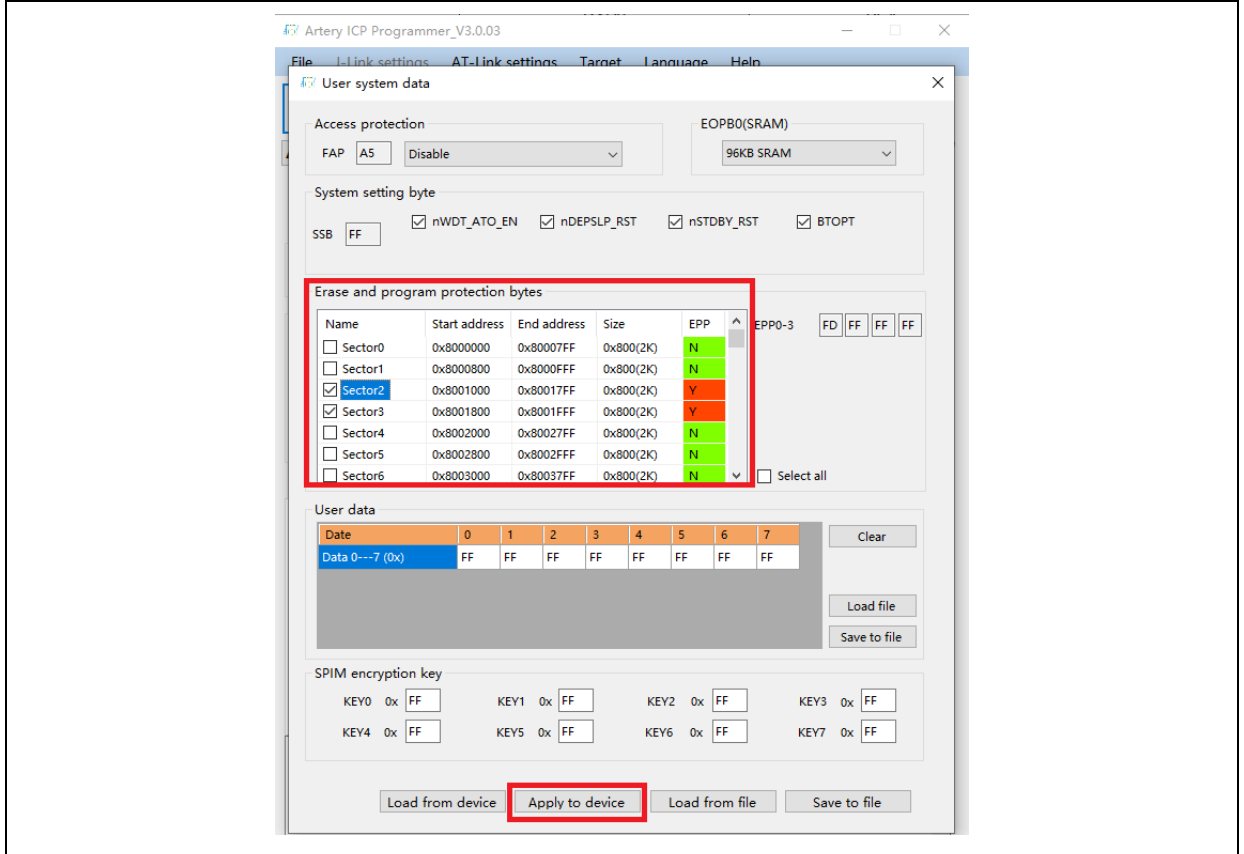 Artery ICP Programmer_V3.0.03
File J-Link settings AT-Link settings Target Language Help
User system data
Access protection
EOPB0(SRAM)
FAP A5 Disable
96KB SRAM
System setting byte
SSB FF nWDT_ATO_EN nDEPSLP_RST nSTDBY_RST BTOPT
Erase and program protection bytes
Name Start address End address Size EPP
EPP0-3 FD FF FF FF
Sector0 0x8000000 0x80007FF 0x800(2K) N
Sector1 0x8000800 0x8000FFF 0x800(2K) N
Sector2 0x8001000 0x80017FF 0x800(2K) Y
Sector3 0x8001800 0x8001FFF 0x800(2K) Y
Sector4 0x8002000 0x80027FF 0x800(2K) N
Sector5 0x8002800 0x8002FFF 0x800(2K) N
Sector6 0x8003000 0x80037FF 0x800(2K) N
Select all
User data
Date 0 1 2 3 4 5 6 7
Data 0---7 (0x) FF FF FF FF FF FF FF FF
Clear
Load file
Save to file
SPIM encryption key
KEY0 0x FF KEY1 0x FF KEY2 0x FF KEY3 0x FF
KEY4 0x FF KEY5 0x FF KEY6 0x FF KEY7 0x FF
Load from device Apply to device Load from file Save to file